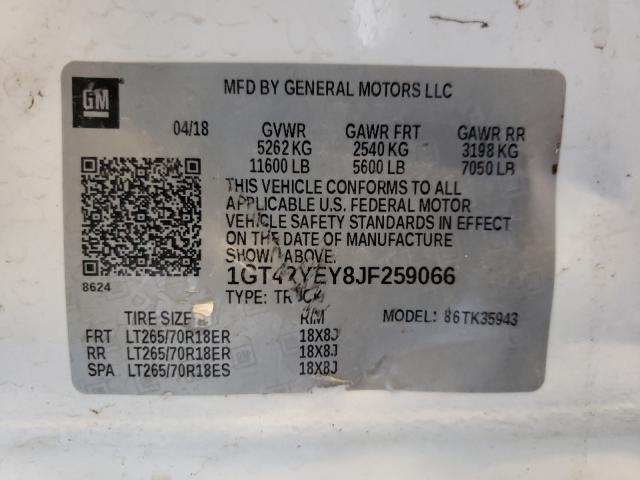 GM
MFD BY GENERAL MOTORS LLC
04/18 GVWR GAWR FRT GAWR RR
5262 KG 2540 KG 3198 KG
11600 LB 5600 LB 7050 LB
THIS VEHICLE CONFORMS TO ALL
APPLICABLE U.S. FEDERAL MOTOR
VEHICLE SAFETY STANDARDS IN EFFECT
ON THE DATE OF MANUFACTURE
SHOWN ABOVE.
8624 1GT42YEY8JF259066
TYPE: TRUCK
TIRE SIZE RIM MODEL: 86TK35943
FRT LT265/70R18ER 18X8J
RR LT265/70R18ER 18X8J
SPA LT265/70R18ES 18X8J